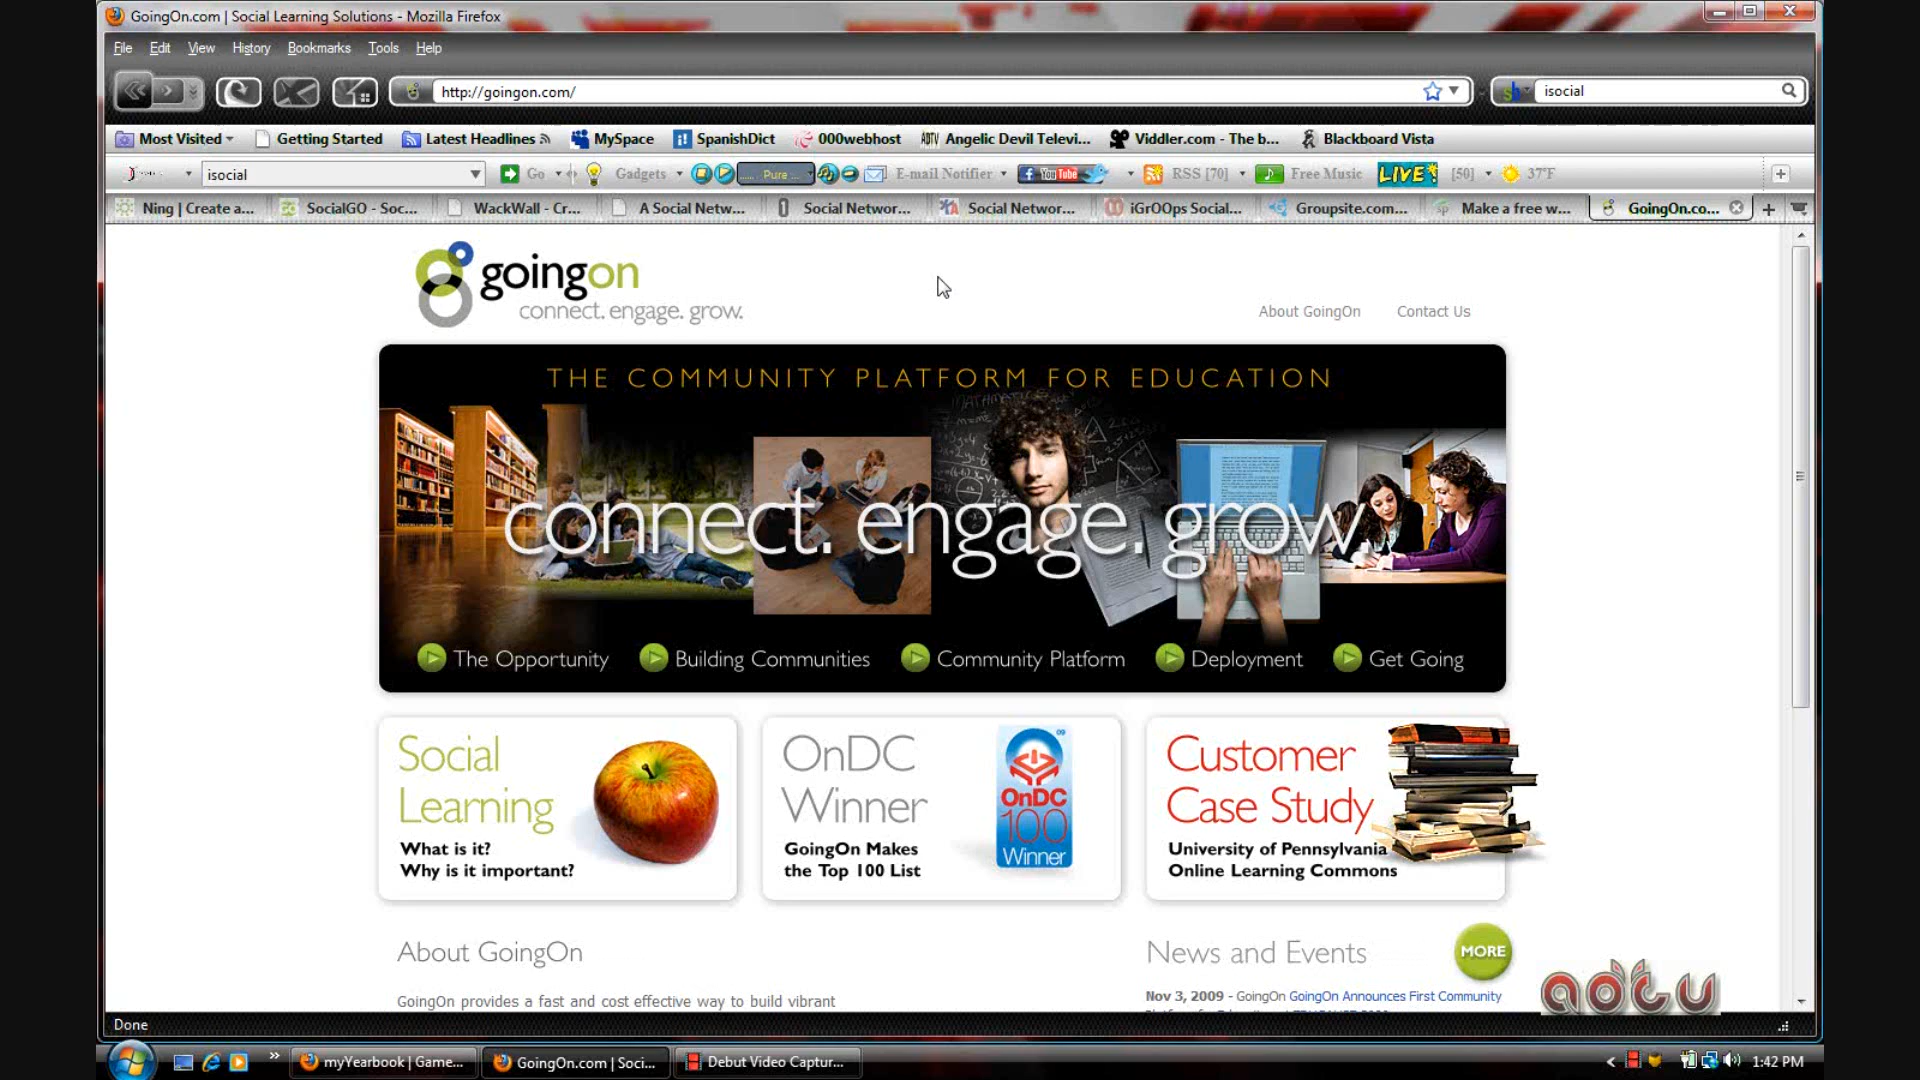 GoingOn.com | Social Learning Solutions - Mozilla Firefox
File Edit View History Bookmarks Tools Help
http://goingon.com/
isocial
Most Visited Getting Started Latest Headlines MySpace SpanishDict 000webhost Angelic Devil Televi... Viddler.com - The b... Blackboard Vista
isocial Go Gadgets Pure ... E-mail Notifier YouTube RSS [70] Free Music LIVE! [50] 37°F
Ning | Create a... SocialGO - Soc... WackWall - Cr... A Social Netw... Social Networ... Social Networ... iGrOOps Social... Groupsite.com... Make a free w... GoingOn.co...
goingon
connect. engage. grow.
About GoingOn Contact Us
THE COMMUNITY PLATFORM FOR EDUCATION
connect. engage. grow.
The Opportunity Building Communities Community Platform Deployment Get Going
Social
Learning
What is it?
Why is it important?
OnDC
Winner
GoingOn Makes
the Top 100 List
09
OnDC
100
Winner
Customer
Case Study
University of Pennsylvania
Online Learning Commons
About GoingOn
GoingOn provides a fast and cost effective way to build vibrant
News and Events
MORE
Nov 3, 2009 - GoingOn GoingOn Announces First Community
adtv
Done
myYearbook | Game... GoingOn.com | Soci... Debut Video Captur...
1:42 PM